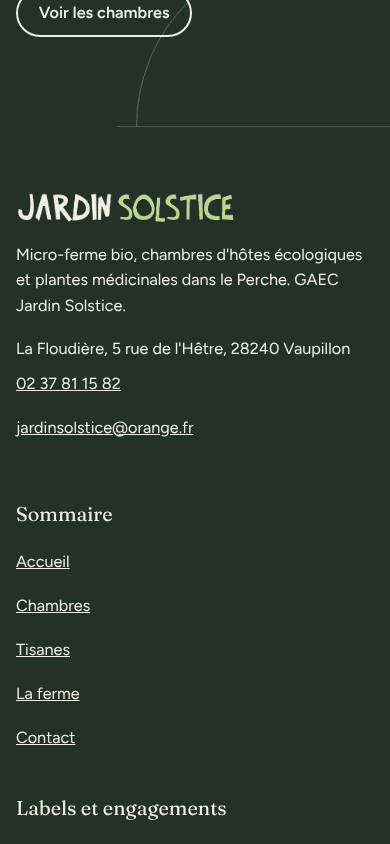 Voir les chambres
JARDIN SOLSTICE
Micro-ferme bio, chambres d'hôtes écologiques
et plantes médicinales dans le Perche. GAEC
Jardin Solstice.
La Floudière, 5 rue de l'Hêtre, 28240 Vaupillon
02 37 81 15 82
jardinsolstice@orange.fr
Sommaire
Accueil
Chambres
Tisanes
La ferme
Contact
Labels et engagements